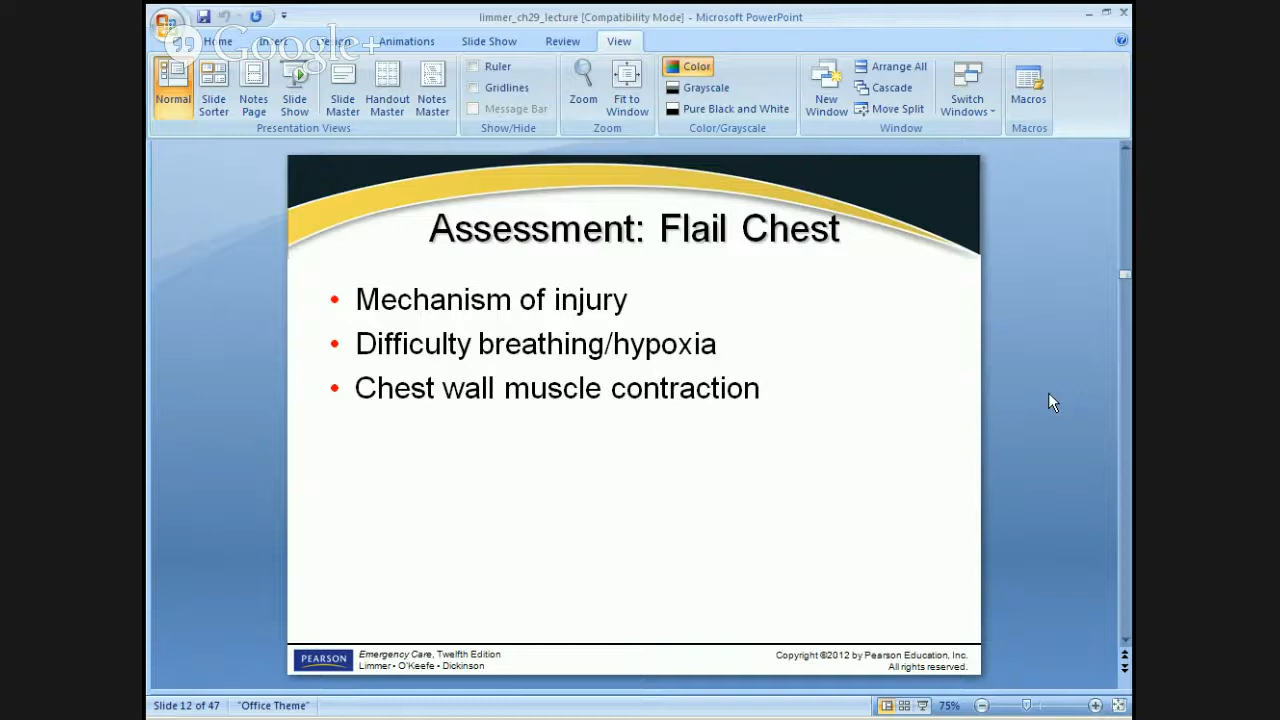 limmer_ch29_lecture [Compatibility Mode] - Microsoft PowerPoint
Google+
Home Insert Design Animations Slide Show Review View
Normal
Slide Sorter
Notes Page
Slide Show
Slide Master
Handout Master
Notes Master
Presentation Views
Ruler
Gridlines
Message Bar
Show/Hide
Zoom
Fit to Window
Zoom
Color
Grayscale
Pure Black and White
Color/Grayscale
New Window
Arrange All
Cascade
Move Split
Switch Windows
Window
Macros
Macros
Assessment: Flail Chest
• Mechanism of injury
• Difficulty breathing/hypoxia
• Chest wall muscle contraction
PEARSON
Emergency Care, Twelfth Edition
Limmer • O'Keefe • Dickinson
Copyright ©2012 by Pearson Education, Inc.
All rights reserved.
Slide 12 of 47 "Office Theme" 75%